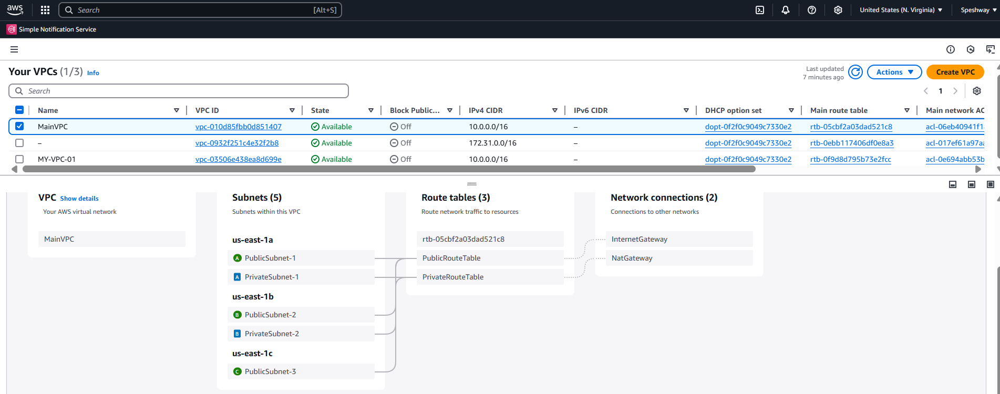 aws
Search [Alt+S] United States (N. Virginia) Speshway
Simple Notification Service
Your VPCs (1/3) Info
Last updated
7 minutes ago
Actions Create VPC
Search
1
Name VPC ID State Block Public... IPv4 CIDR IPv6 CIDR DHCP option set Main route table Main network AC
MainVPC vpc-010d85fbb0d851407 Available Off 10.0.0.0/16 – dopt-0f2f0c9049c7330e2 rtb-05cbf2a03dad521c8 acl-06eb40941f1
– vpc-0932f251c4e32f2b8 Available Off 172.31.0.0/16 – dopt-0f2f0c9049c7330e2 rtb-0ebb117406df0e8a3 acl-017ef61a97a
MY-VPC-01 vpc-03506e438ea8d699e Available Off 10.0.0.0/16 – dopt-0f2f0c9049c7330e2 rtb-0f9d8d795b73e2fcc acl-0e694abb53b
VPC Show details
Your AWS virtual network
MainVPC
Subnets (5)
Subnets within this VPC
us-east-1a
A PublicSubnet-1
A PrivateSubnet-1
us-east-1b
B PublicSubnet-2
B PrivateSubnet-2
us-east-1c
C PublicSubnet-3
Route tables (3)
Route network traffic to resources
rtb-05cbf2a03dad521c8
PublicRouteTable
PrivateRouteTable
Network connections (2)
Connections to other networks
InternetGateway
NatGateway